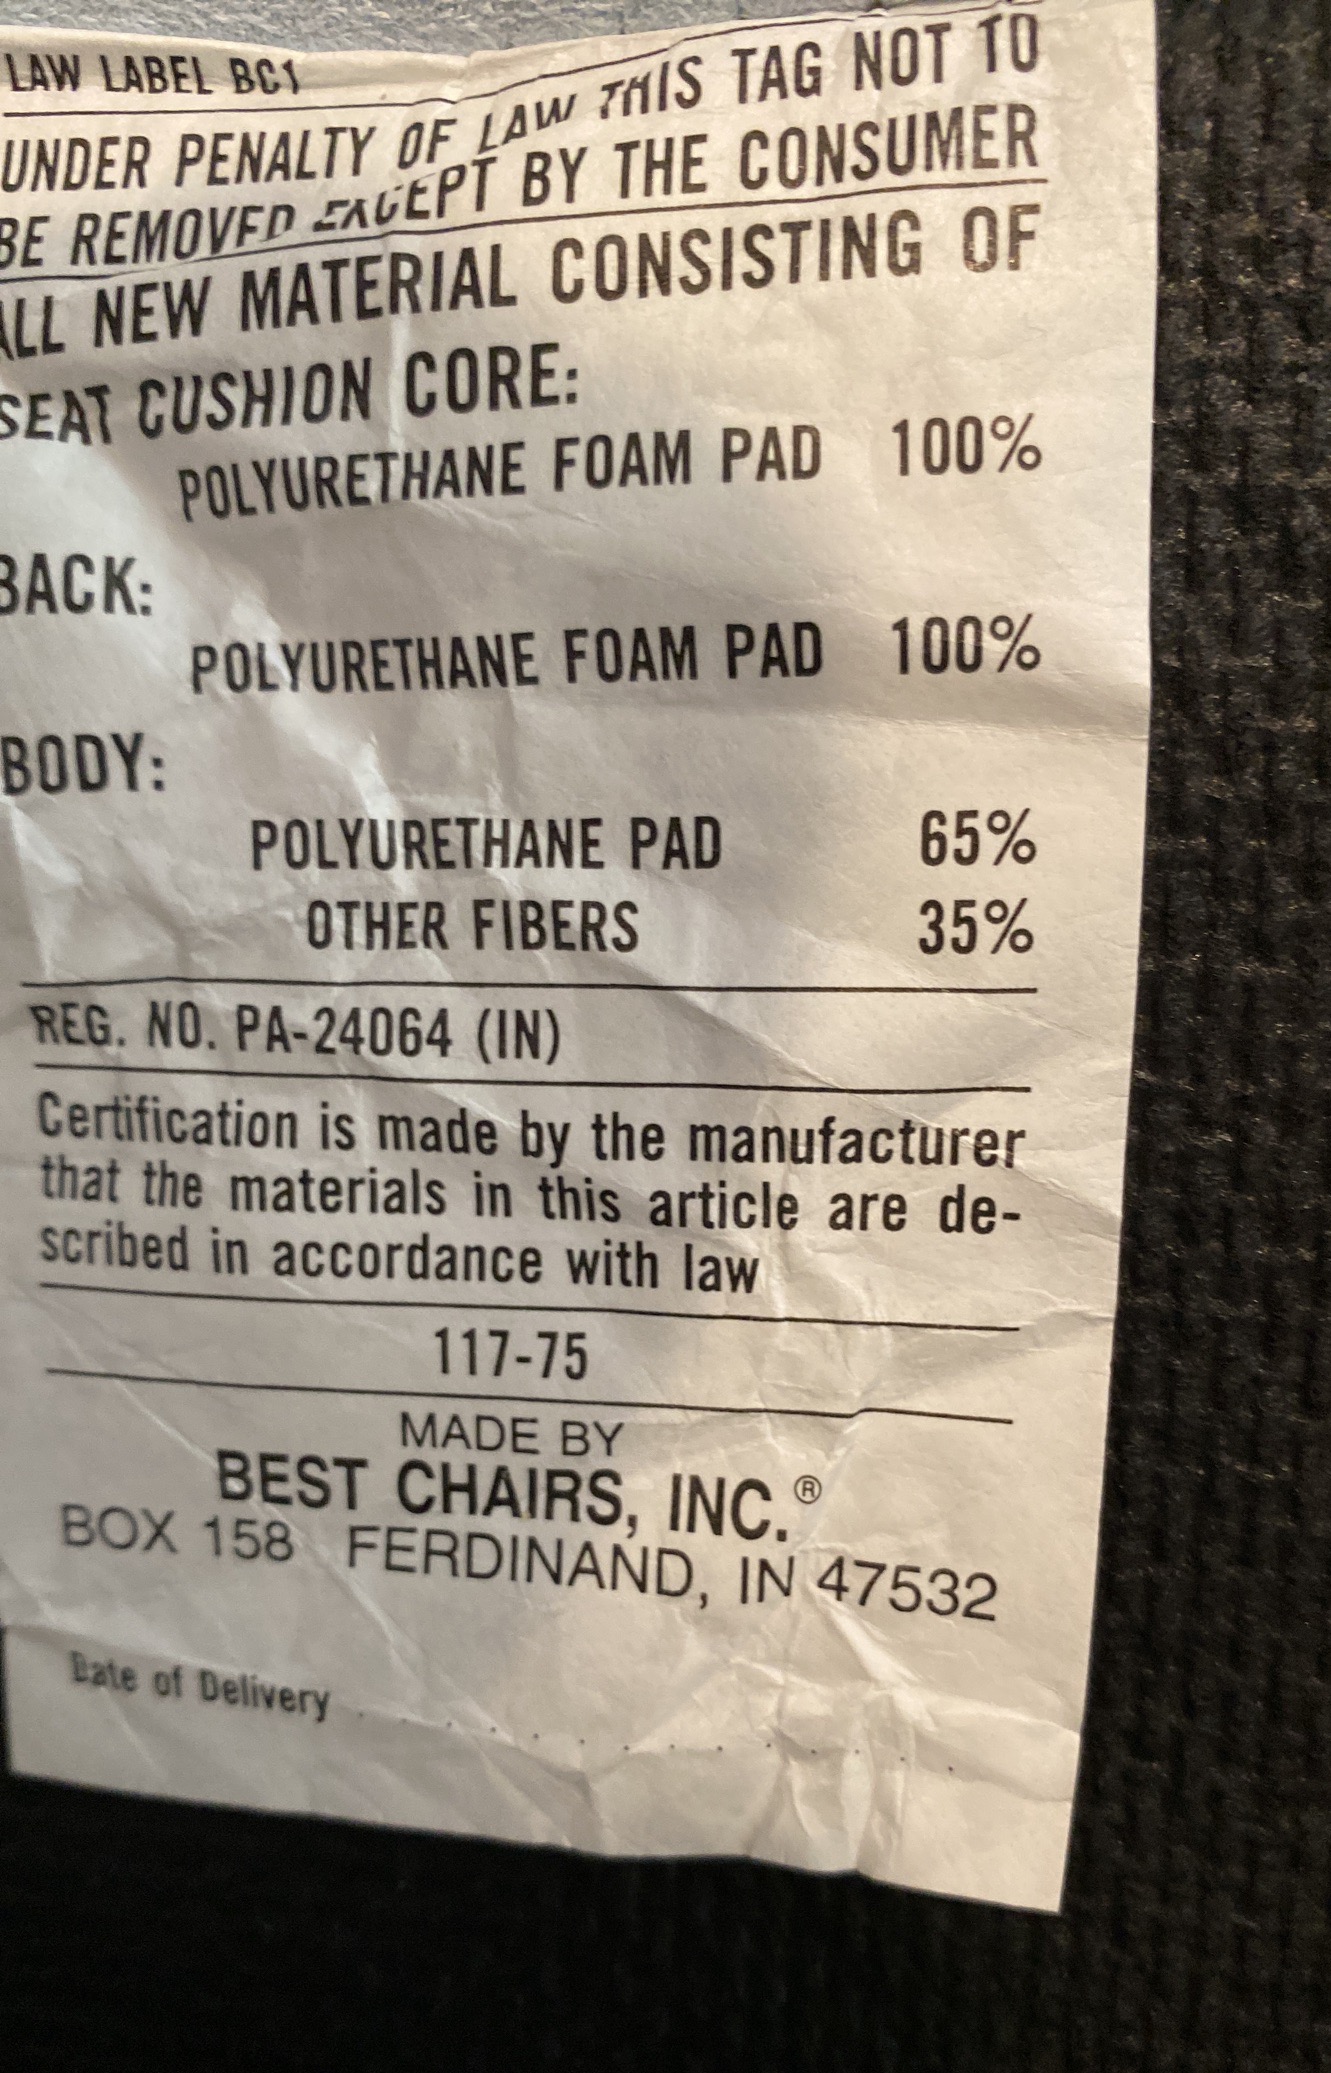 LAW LABEL BC1
UNDER PENALTY OF LAW THIS TAG NOT TO
BE REMOVED EXCEPT BY THE CONSUMER
ALL NEW MATERIAL CONSISTING OF
SEAT CUSHION CORE:
POLYURETHANE FOAM PAD 100%
BACK:
POLYURETHANE FOAM PAD 100%
BODY:
POLYURETHANE PAD 65%
OTHER FIBERS 35%
REG. NO. PA-24064 (IN)
Certification is made by the manufacturer
that the materials in this article are de-
scribed in accordance with law
117-75
MADE BY
BEST CHAIRS, INC.®
BOX 158 FERDINAND, IN 47532
Date of Delivery . . . . . . . . . . . . .